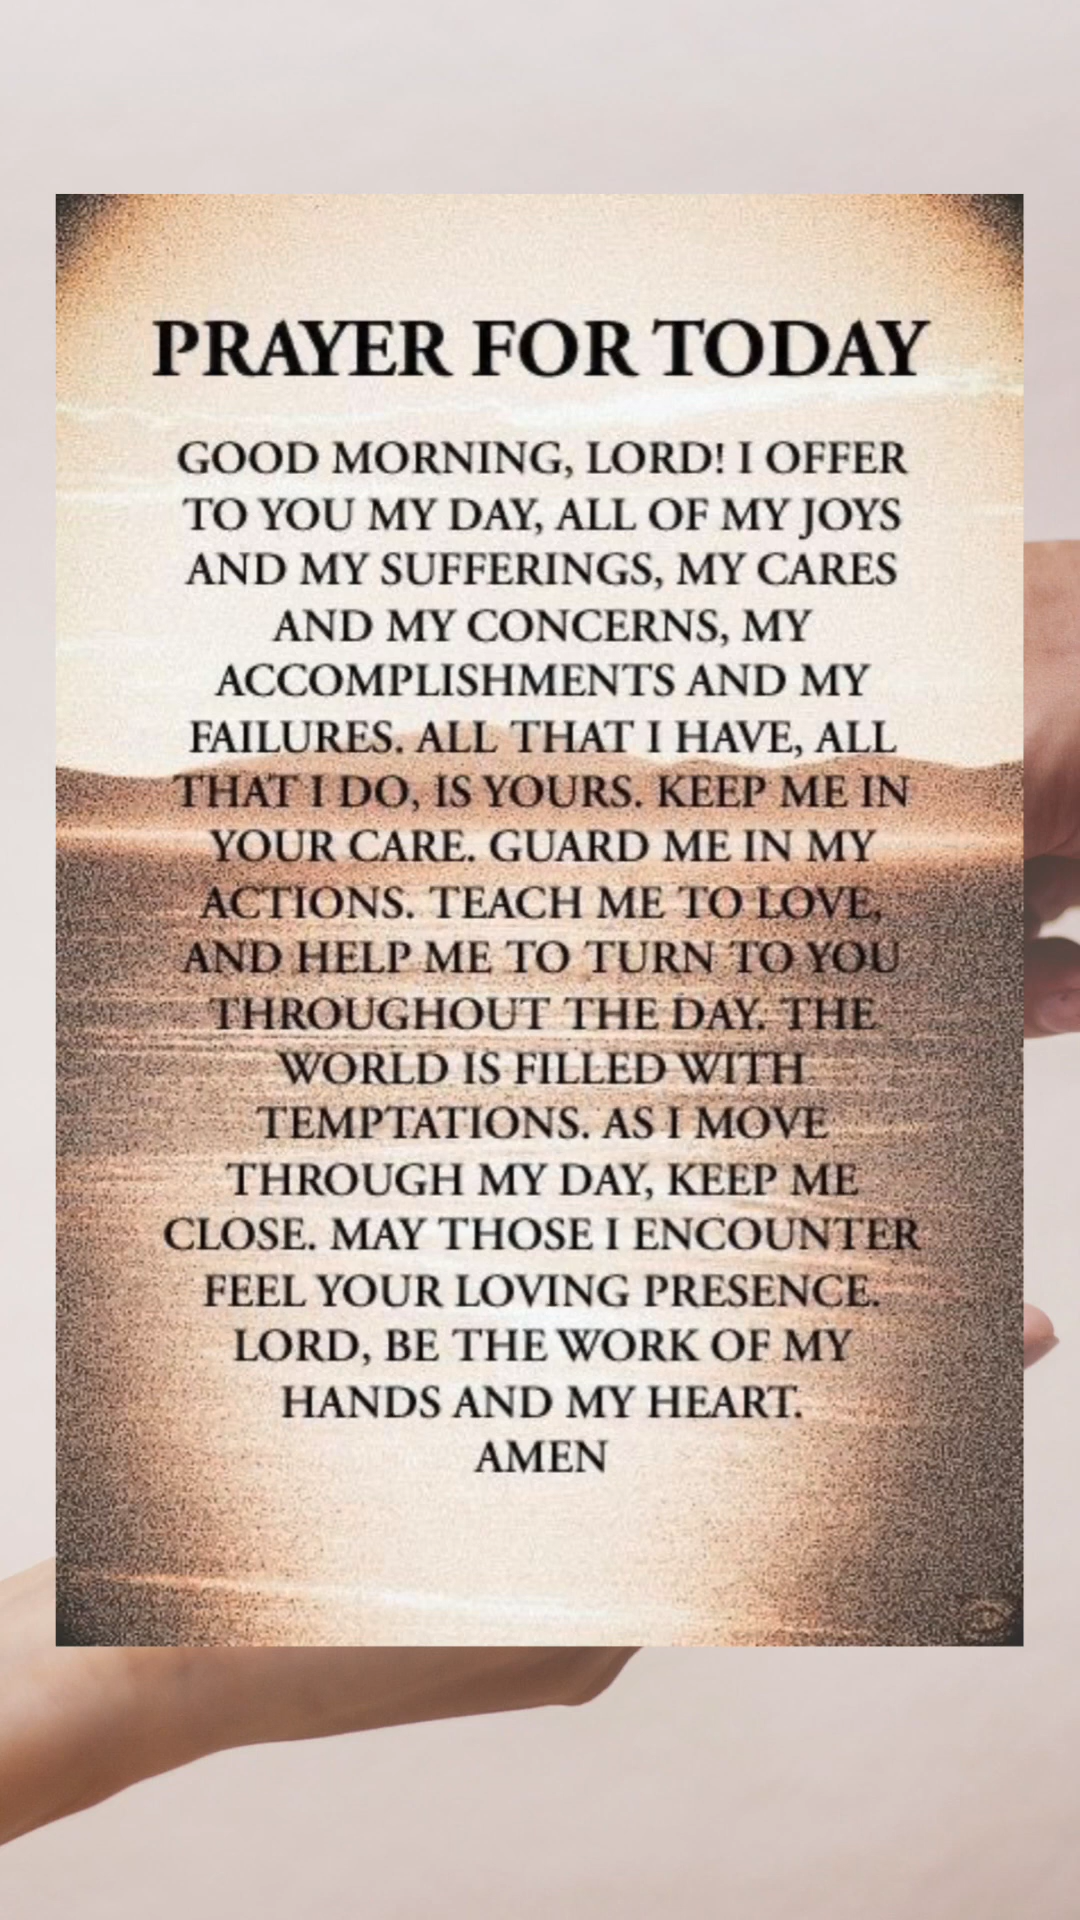 PRAYER FOR TODAY
GOOD MORNING, LORD! I OFFER
TO YOU MY DAY, ALL OF MY JOYS
AND MY SUFFERINGS, MY CARES
AND MY CONCERNS, MY
ACCOMPLISHMENTS AND MY
FAILURES. ALL THAT I HAVE, ALL
THAT I DO, IS YOURS. KEEP ME IN
YOUR CARE. GUARD ME IN MY
ACTIONS. TEACH ME TO LOVE,
AND HELP ME TO TURN TO YOU
THROUGHOUT THE DAY. THE
WORLD IS FILLED WITH
TEMPTATIONS. AS I MOVE
THROUGH MY DAY, KEEP ME
CLOSE. MAY THOSE I ENCOUNTER
FEEL YOUR LOVING PRESENCE.
LORD, BE THE WORK OF MY
HANDS AND MY HEART.
AMEN